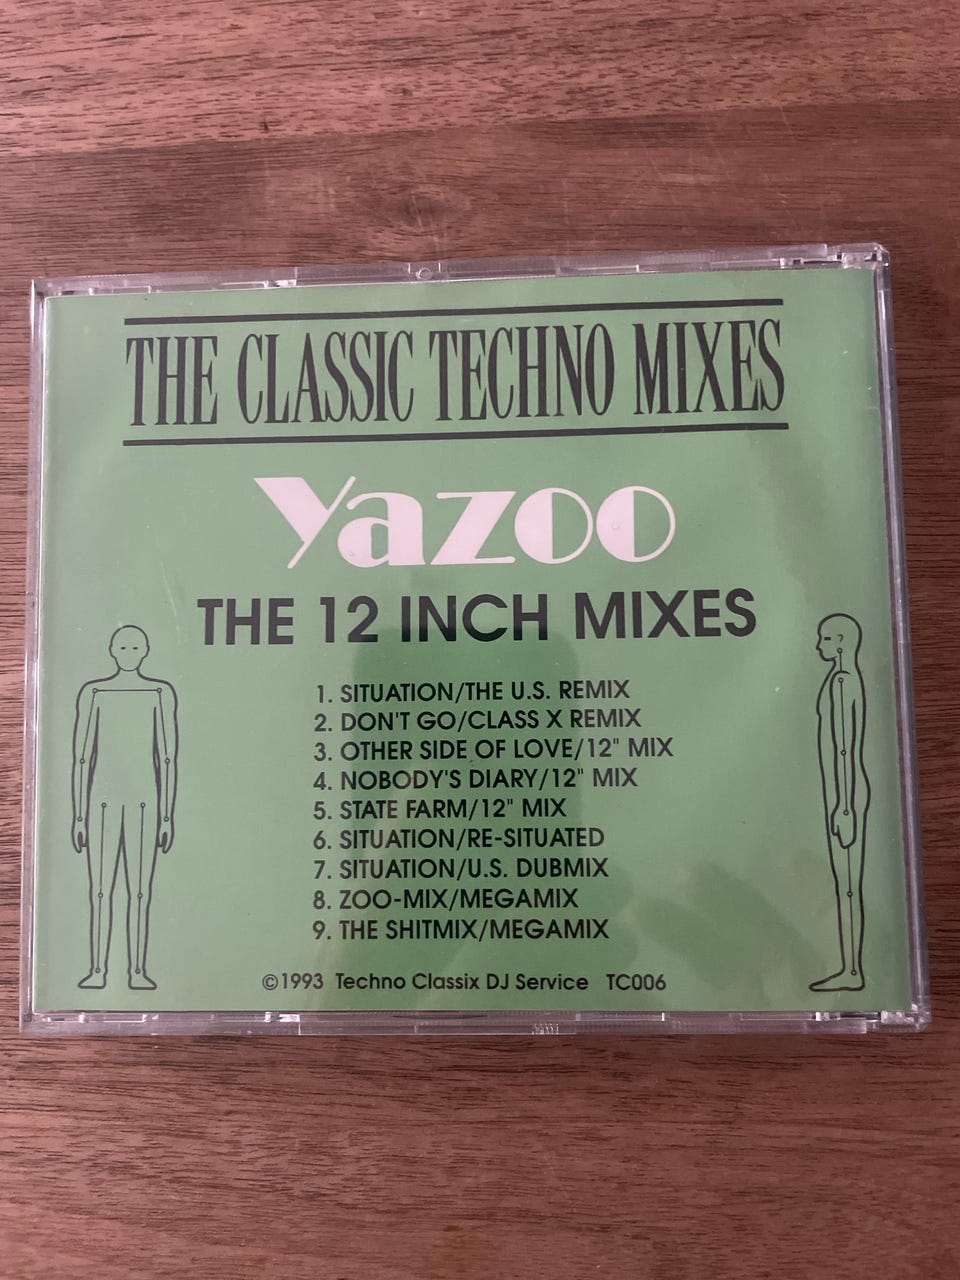 THE CLASSIC TECHNO MIXES
Yazoo
THE 12 INCH MIXES
1. SITUATION/THE U.S. REMIX
2. DON'T GO/CLASS X REMIX
3. OTHER SIDE OF LOVE/12" MIX
4. NOBODY'S DIARY/12" MIX
5. STATE FARM/12" MIX
6. SITUATION/RE-SITUATED
7. SITUATION/U.S. DUBMIX
8. ZOO-MIX/MEGAMIX
9. THE SHITMIX/MEGAMIX
©1993 Techno Classix DJ Service TC006